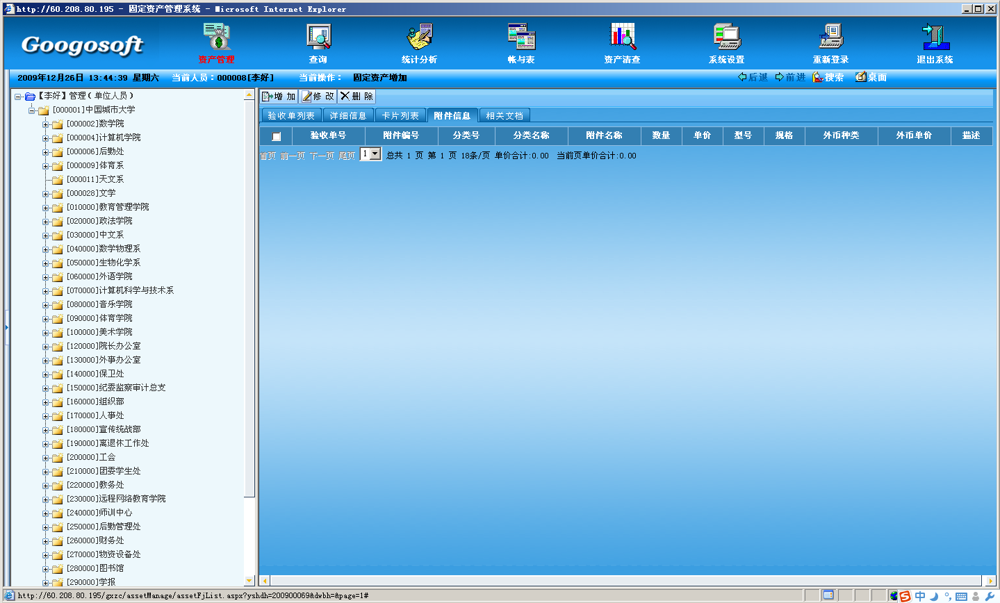 http://60.208.80.195 - 固定资产管理系统 - Microsoft Internet Explorer
Googosoft
资产管理 查询 统计分析 帐与表 资产清查 系统设置 重新登录 退出系统
2009年12月26日 13:44:39 星期六 当前人员：000008[李好] 当前操作： 固定资产增加 后退 前进 搜索 桌面
【李好】管理（单位人员）
[000001]中国城市大学
[000002]数学院
[000004]计算机学院
[000006]后勤处
[000009]体育系
[000011]天文系
[000028]文学
[010000]教育管理学院
[020000]政法学院
[030000]中文系
[040000]数学物理系
[050000]生物化学系
[060000]外语学院
[070000]计算机科学与技术系
[080000]音乐学院
[090000]体育学院
[100000]美术学院
[120000]院长办公室
[130000]外事办公室
[140000]保卫处
[150000]纪委监察审计总支
[160000]组织部
[170000]人事处
[180000]宣传统战部
[190000]离退休工作处
[200000]工会
[210000]团委学生处
[220000]教务处
[230000]远程网络教育学院
[240000]师训中心
[250000]后勤管理处
[260000]财务处
[270000]物资设备处
[280000]图书馆
[290000]学报
增 加 修 改 删 除
验收单列表 详细信息 卡片列表 附件信息 相关文档
验收单号 附件编号 分类号 分类名称 附件名称 数量 单价 型号 规格 外币种类 外币单价 描述
首页 前一页 下一页 尾页 1 总共 1 页 第 1 页 18条/页 单价合计:0.00 当前页单价合计:0.00
http://60.208.80.195/gxzc/assetManage/assetFjList.aspx?yshdh=200900069&dwbh=&page=1#
中